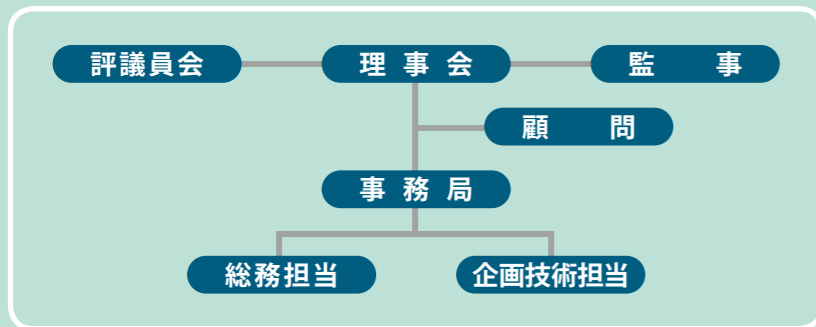 評議員会
理事会
監事
顧問
事務局
総務担当
企画技術担当